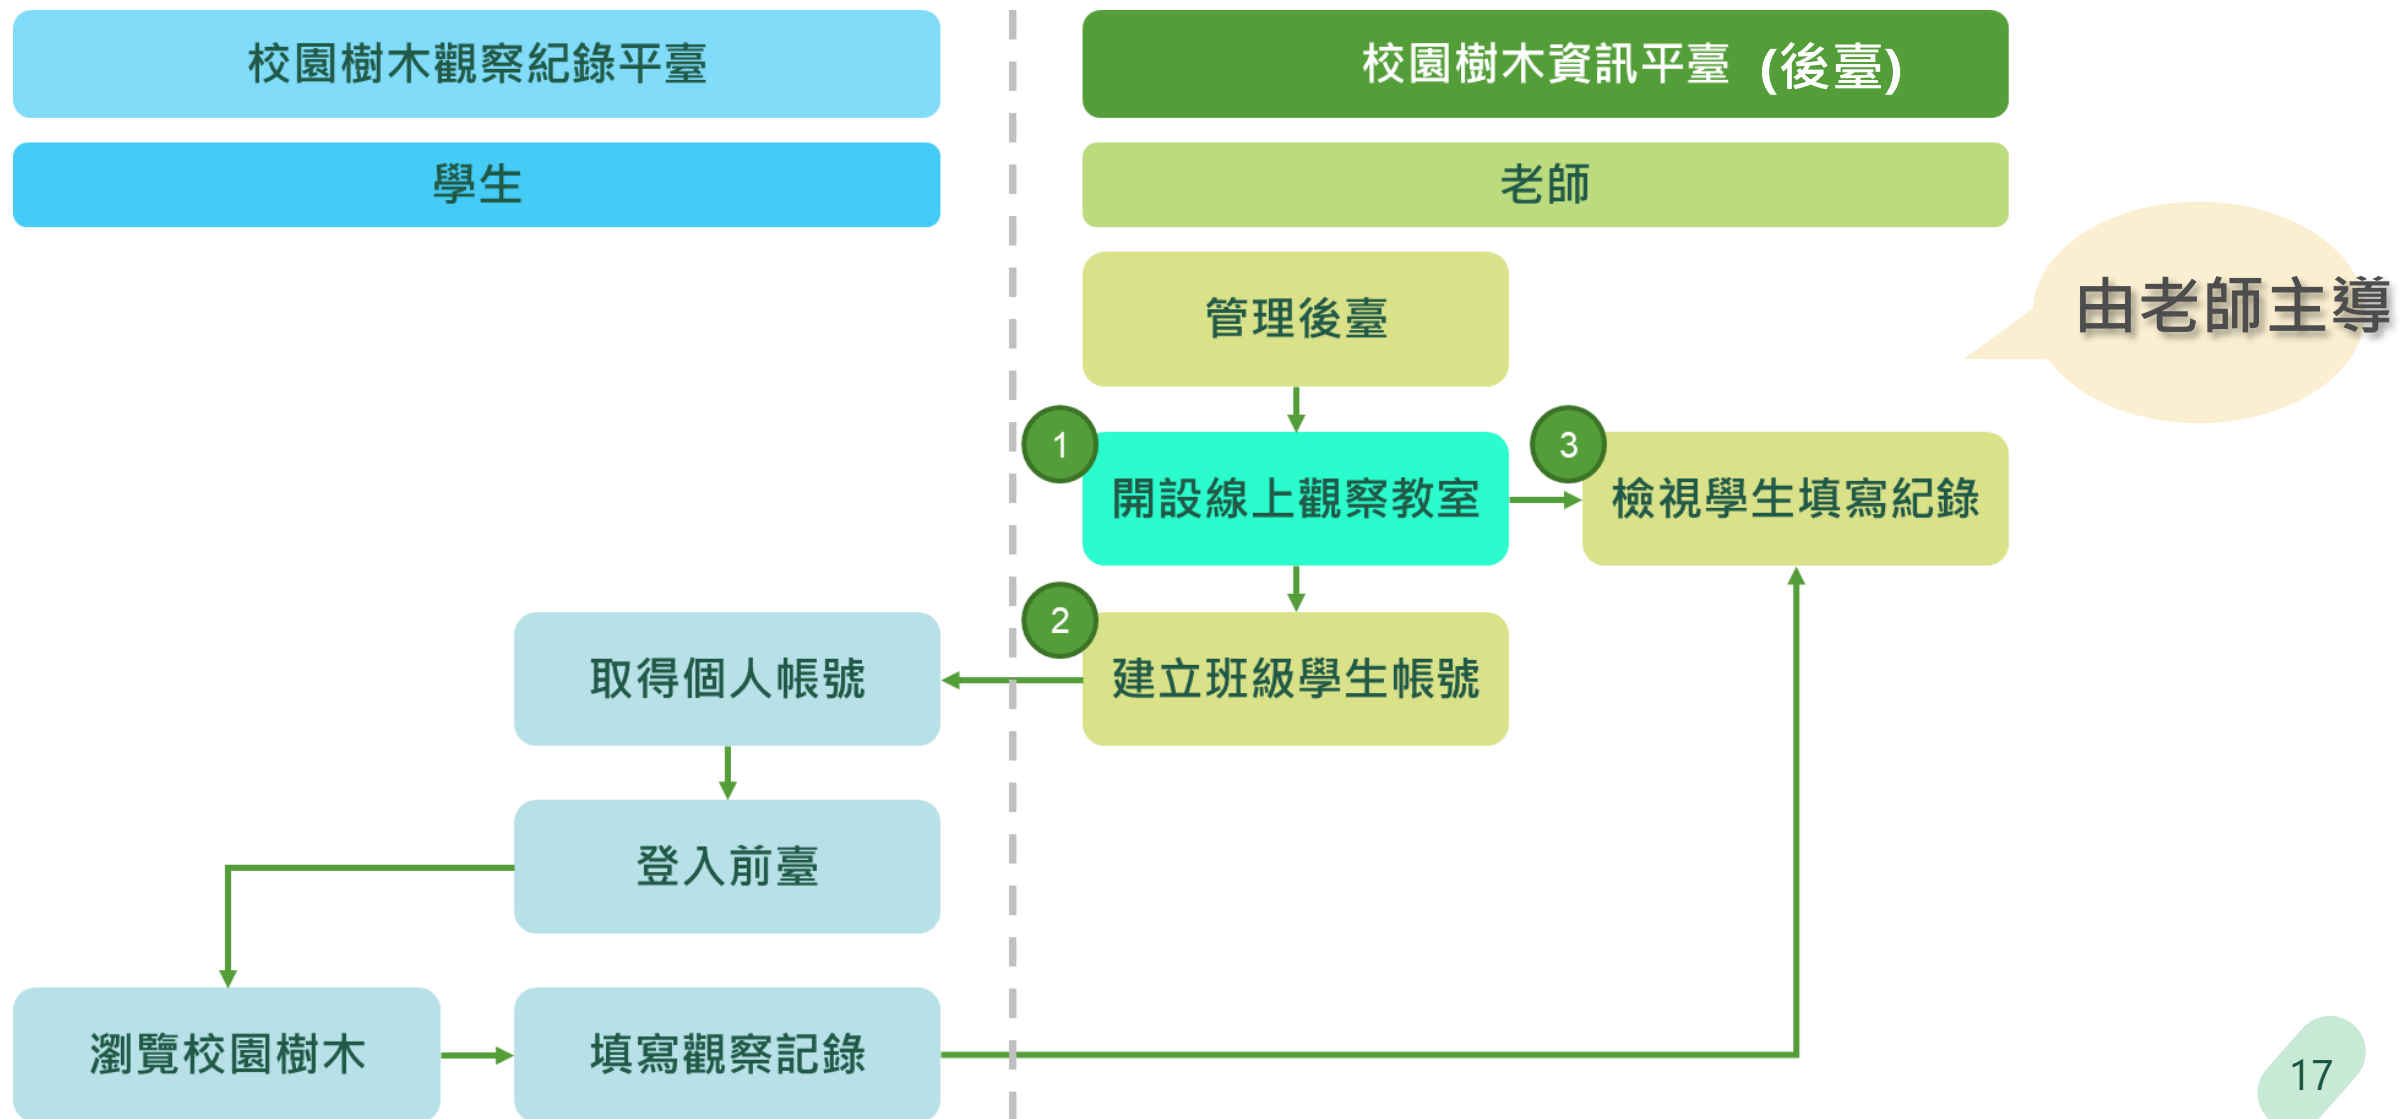 校園樹木觀察紀錄平臺
校園樹木資訊平臺 (後臺)
學生
老師
管理後臺
由老師主導
1
開設線上觀察教室
3
檢視學生填寫紀錄
取得個人帳號
2
建立班級學生帳號
登入前臺
瀏覽校園樹木
填寫觀察記錄
17